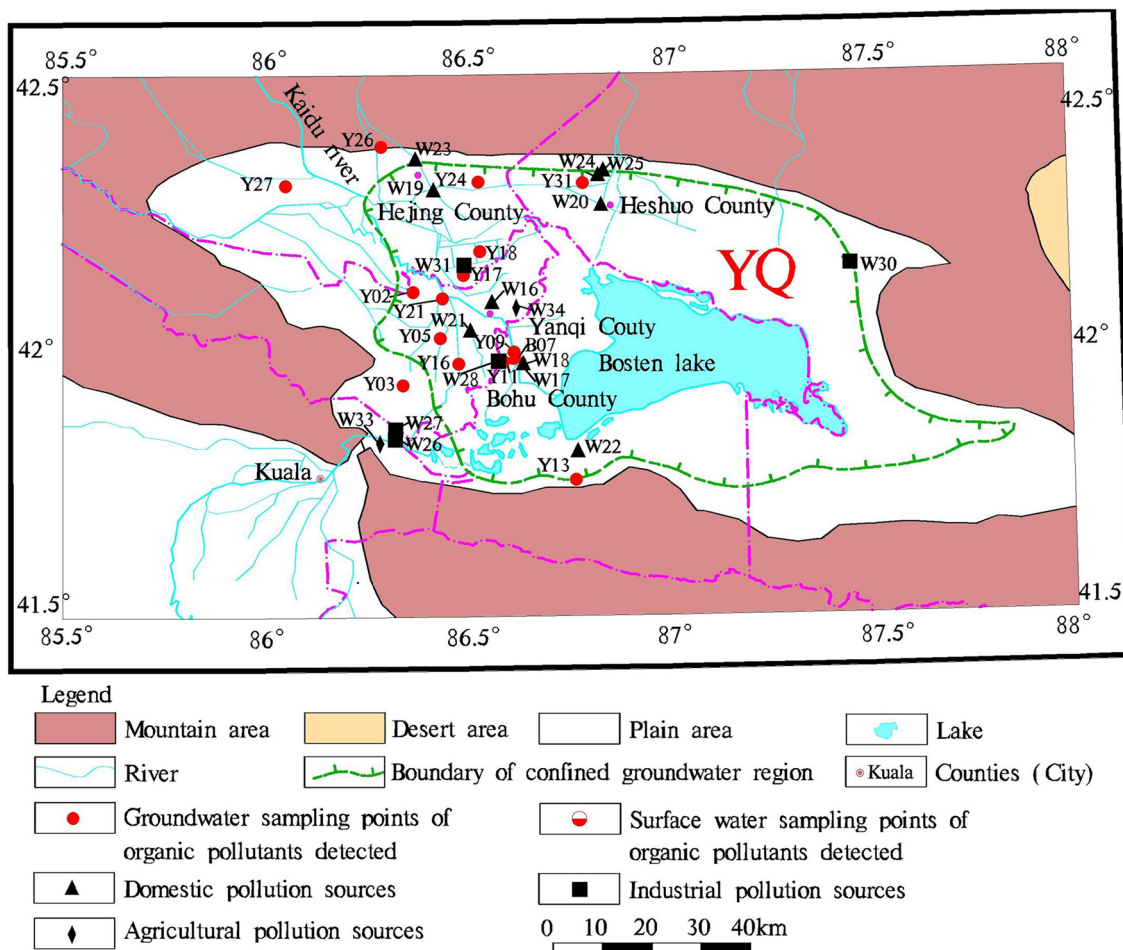 85.5°
86°
86.5°
87°
87.5°
88°
42.5°
42.5°
Kaidu river
Y26
W23
Y27
W19
Y24
W24
W25
Y31
W20
Hejing County
Heshuo County
Y18
W31
Y17
YQ
W30
Y02
Y21
W16
W34
W21
Yanqi Couty
Y05
Y09
B07
42°
42°
Y16
W18
Bosten lake
W28
Y11
W17
Y03
Bohu County
W33
W27
W26
W22
Kuala
Y13
41.5°
41.5
85.5°
86°
86.5°
87°
87.5°
88°
Legend
Mountain area
Desert area
Plain area
Lake
River
Boundary of confined groundwater region
Kuala
Counties (City)
Groundwater sampling points of
organic pollutants detected
Surface water sampling points of
organic pollutants detected
Domestic pollution sources
Industrial pollution sources
Agricultural pollution sources
0 10 20 30 40km